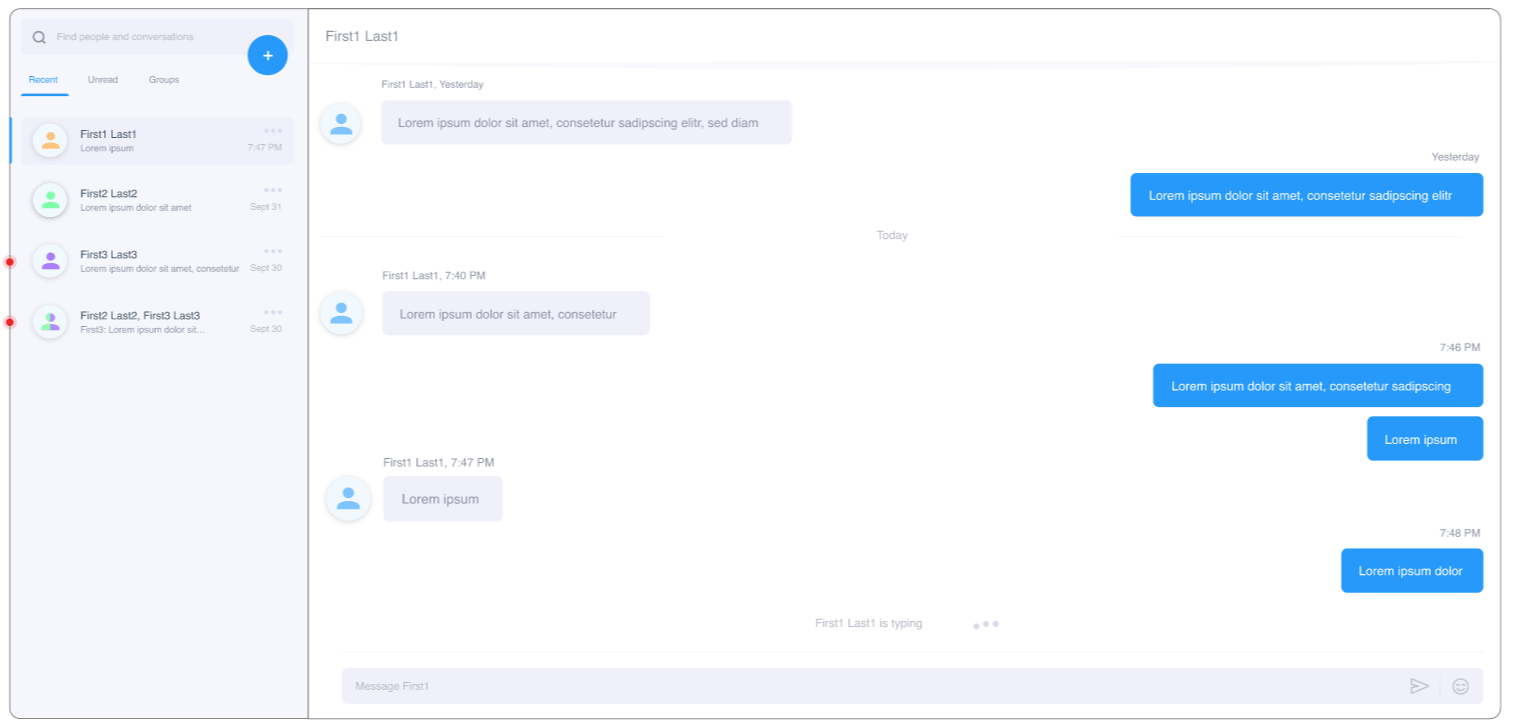 Find people and conversations
+
Recent
Unread
Groups
First1 Last1
Lorem ipsum
7:47 PM
First2 Last2
Lorem ipsum dolor sit amet
Sept 31
First3 Last3
Lorem ipsum dolor sit amet, consetetur
Sept 30
First2 Last2, First3 Last3
First3: Lorem ipsum dolor sit...
Sept 30
First1 Last1
First1 Last1, Yesterday
Lorem ipsum dolor sit amet, consetetur sadipscing elitr, sed diam
Yesterday
Lorem ipsum dolor sit amet, consetetur sadipscing elitr
Today
First1 Last1, 7:40 PM
Lorem ipsum dolor sit amet, consetetur
7:46 PM
Lorem ipsum dolor sit amet, consetetur sadipscing
Lorem ipsum
First1 Last1, 7:47 PM
Lorem ipsum
7:48 PM
Lorem ipsum dolor
First1 Last1 is typing
Message First1